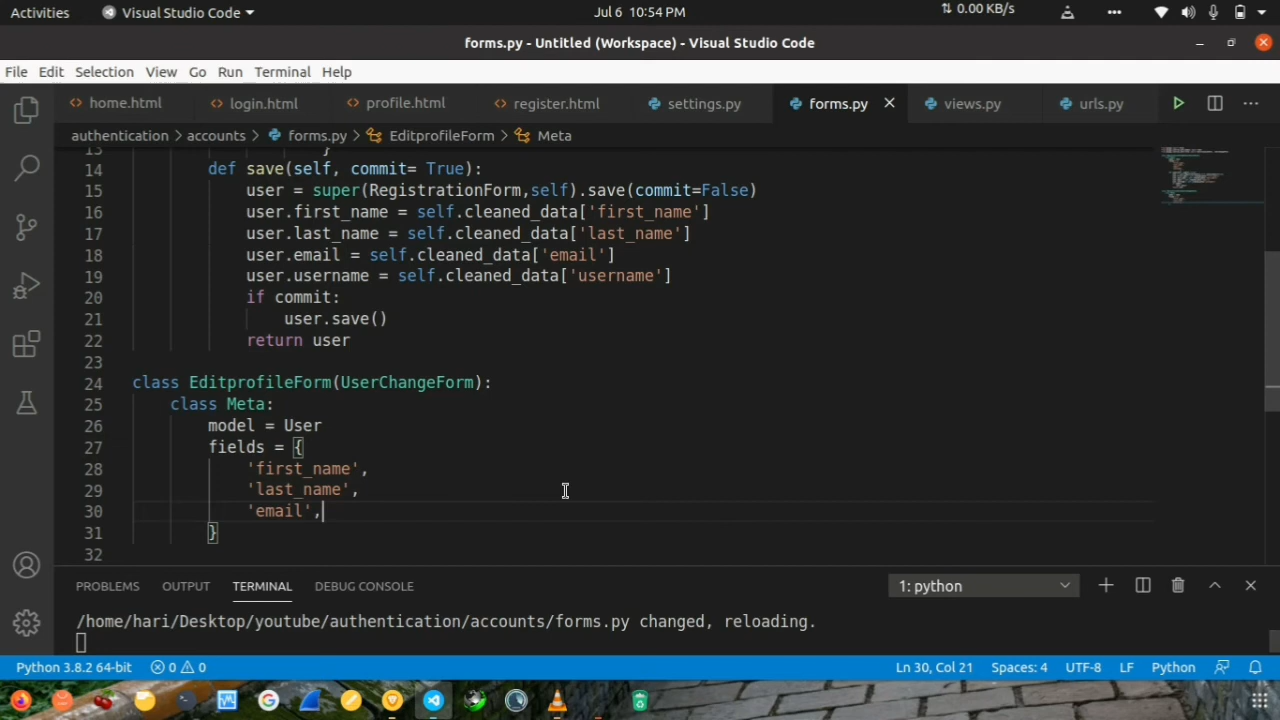 Activities
Visual Studio Code
Jul 6 10:54 PM
0.00 KB/s
forms.py - Untitled (Workspace) - Visual Studio Code
File Edit Selection View Go Run Terminal Help
home.html login.html profile.html register.html settings.py forms.py views.py urls.py
authentication > accounts > forms.py > EditprofileForm > Meta
13 }
14 def save(self, commit= True):
15 user = super(RegistrationForm,self).save(commit=False)
16 user.first_name = self.cleaned_data['first_name']
17 user.last_name = self.cleaned_data['last_name']
18 user.email = self.cleaned_data['email']
19 user.username = self.cleaned_data['username']
20 if commit:
21 user.save()
22 return user
23
24 class EditprofileForm(UserChangeForm):
25 class Meta:
26 model = User
27 fields = {
28 'first_name',
29 'last_name',
30 'email',
31 }
32
PROBLEMS OUTPUT TERMINAL DEBUG CONSOLE 1: python
/home/hari/Desktop/youtube/authentication/accounts/forms.py changed, reloading.
Python 3.8.2 64-bit 0 0 Ln 30, Col 21 Spaces: 4 UTF-8 LF Python